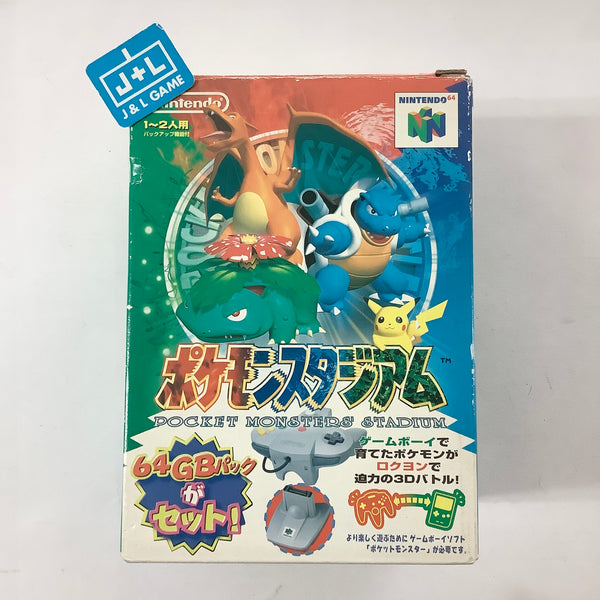 J+L
J&L GAME
Nintendo
1〜2人用
バックアップ機能付
NINTENDO 64
POCKET MONSTERS
ポケモンスタジアム
TM
POCKET MONSTERS' STADIUM
64GBパック
が
セット!
ゲームボーイで
育てたポケモンが
ロクヨンで
迫力の3Dバトル!
より楽しく遊ぶためにゲームボーイソフト
「ポケットモンスター」が必要です。